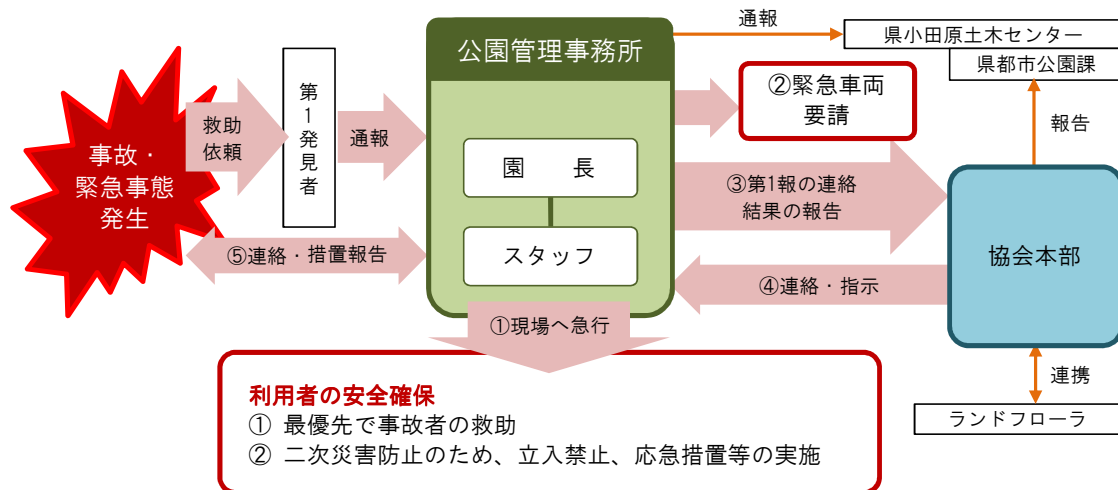 事故・
緊急事態
発生
救助
依頼
第1発見者
通報
公園管理事務所
園　長
スタッフ
通報
県小田原土木センター
県都市公園課
②緊急車両
要請
報告
③第1報の連絡
結果の報告
協会本部
④連絡・指示
⑤連絡・措置報告
①現場へ急行
連携
ランドフローラ
利用者の安全確保
① 最優先で事故者の救助
② 二次災害防止のため、立入禁止、応急措置等の実施